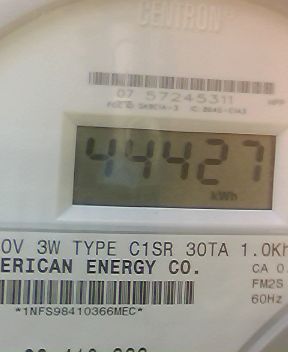 CENTRON
07 57245311
44427
kWh
0V 3W TYPE C1SR 30TA 1.0Kh
ERICAN ENERGY CO.
CA 0.
FM2S
60Hz
*1NFS98410366MEC*